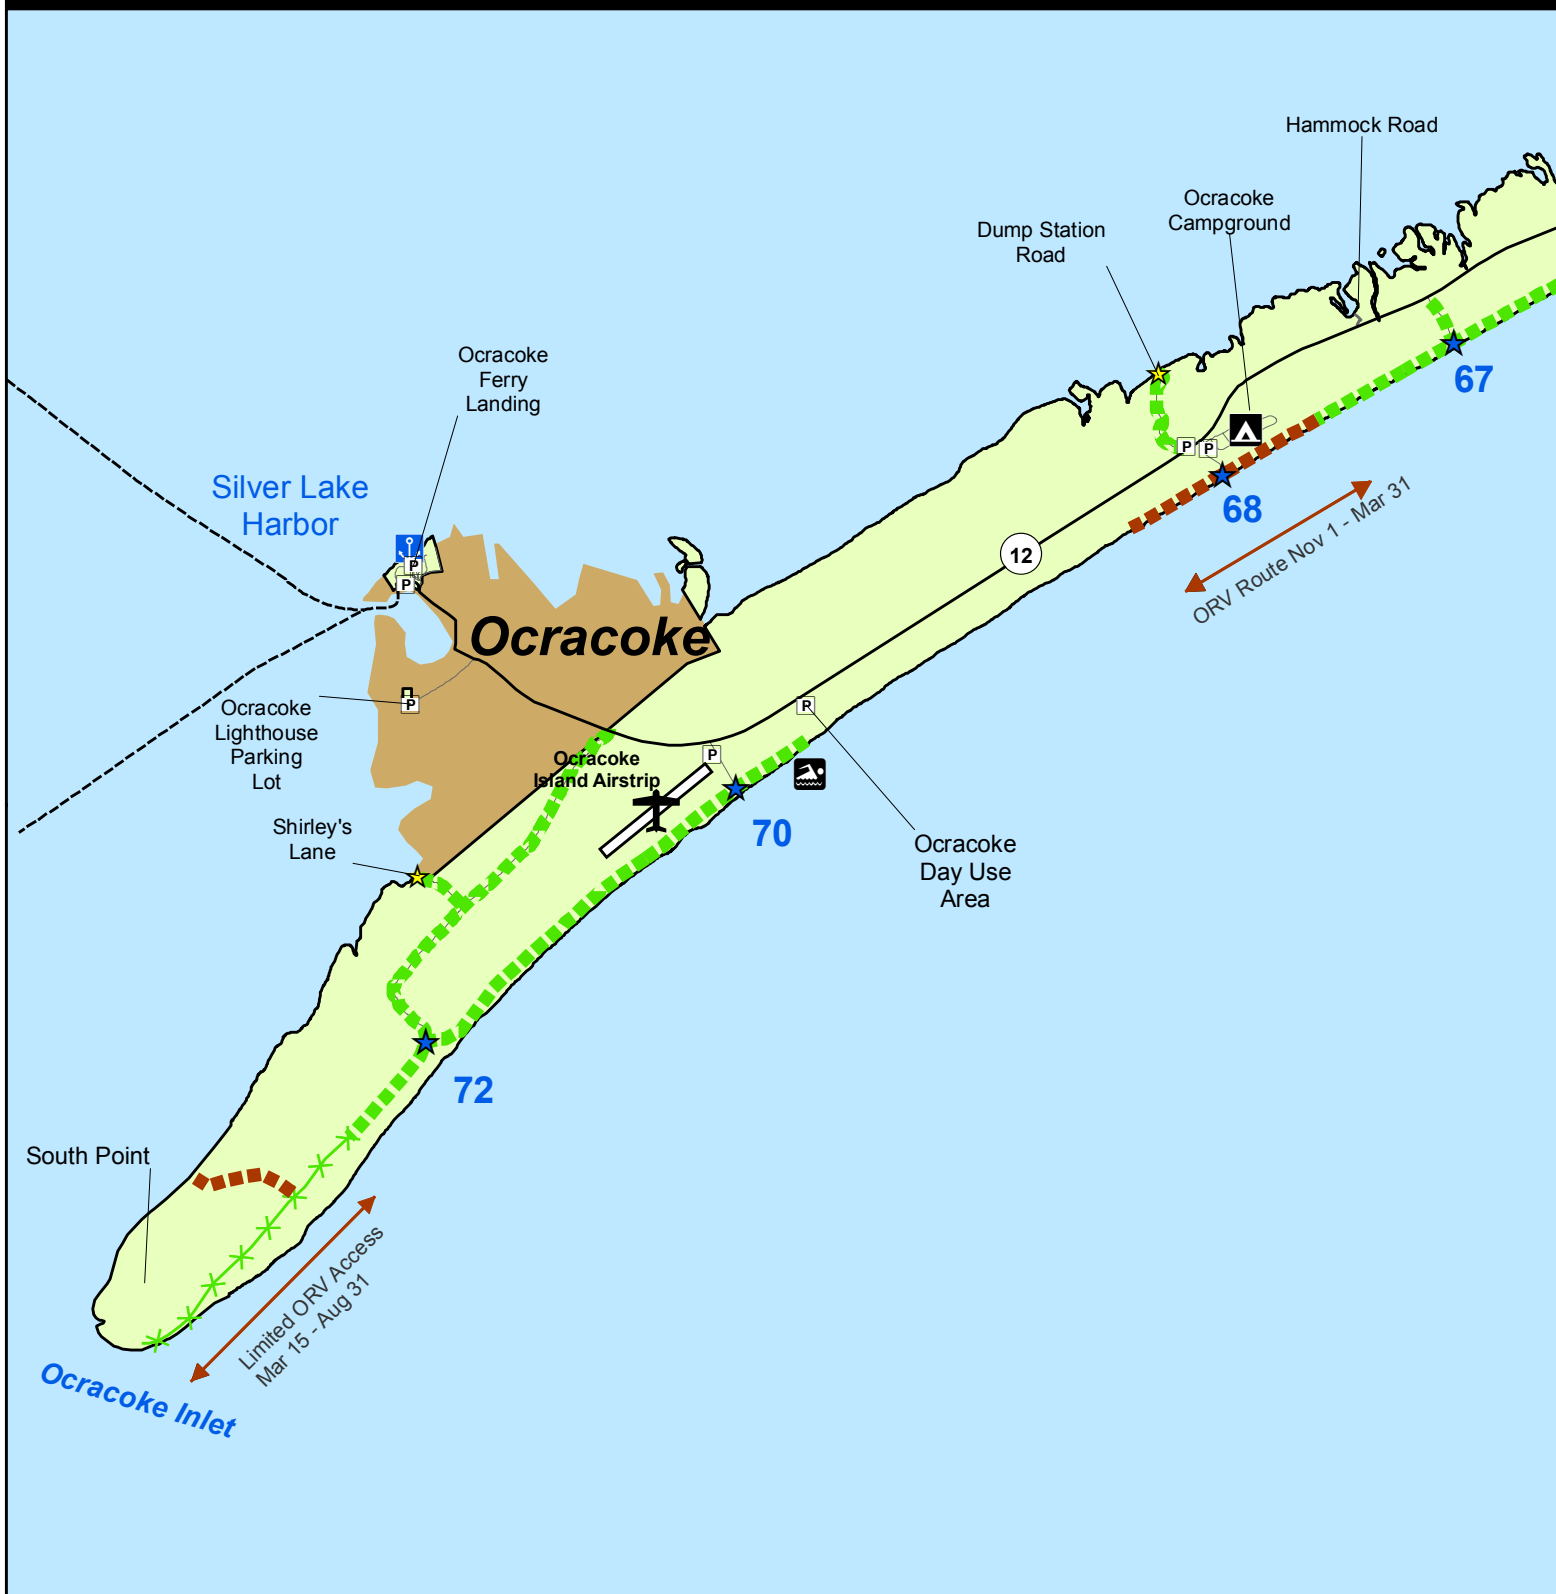 Hammock Road
Ocracoke
Campground
Dump Station
Road
67
Ocracoke
Ferry
Landing
P
P
68
ORV Route Nov 1 - Mar 31
Silver Lake
Harbor
P
P
12
Ocracoke
P
Ocracoke
Lighthouse
Parking
Lot
P
P
Ocracoke
Island Airstrip
70
Shirley's
Lane
Ocracoke
Day Use
Area
72
South Point
Limited ORV Access
Mar 15 - Aug 31
Ocracoke Inlet